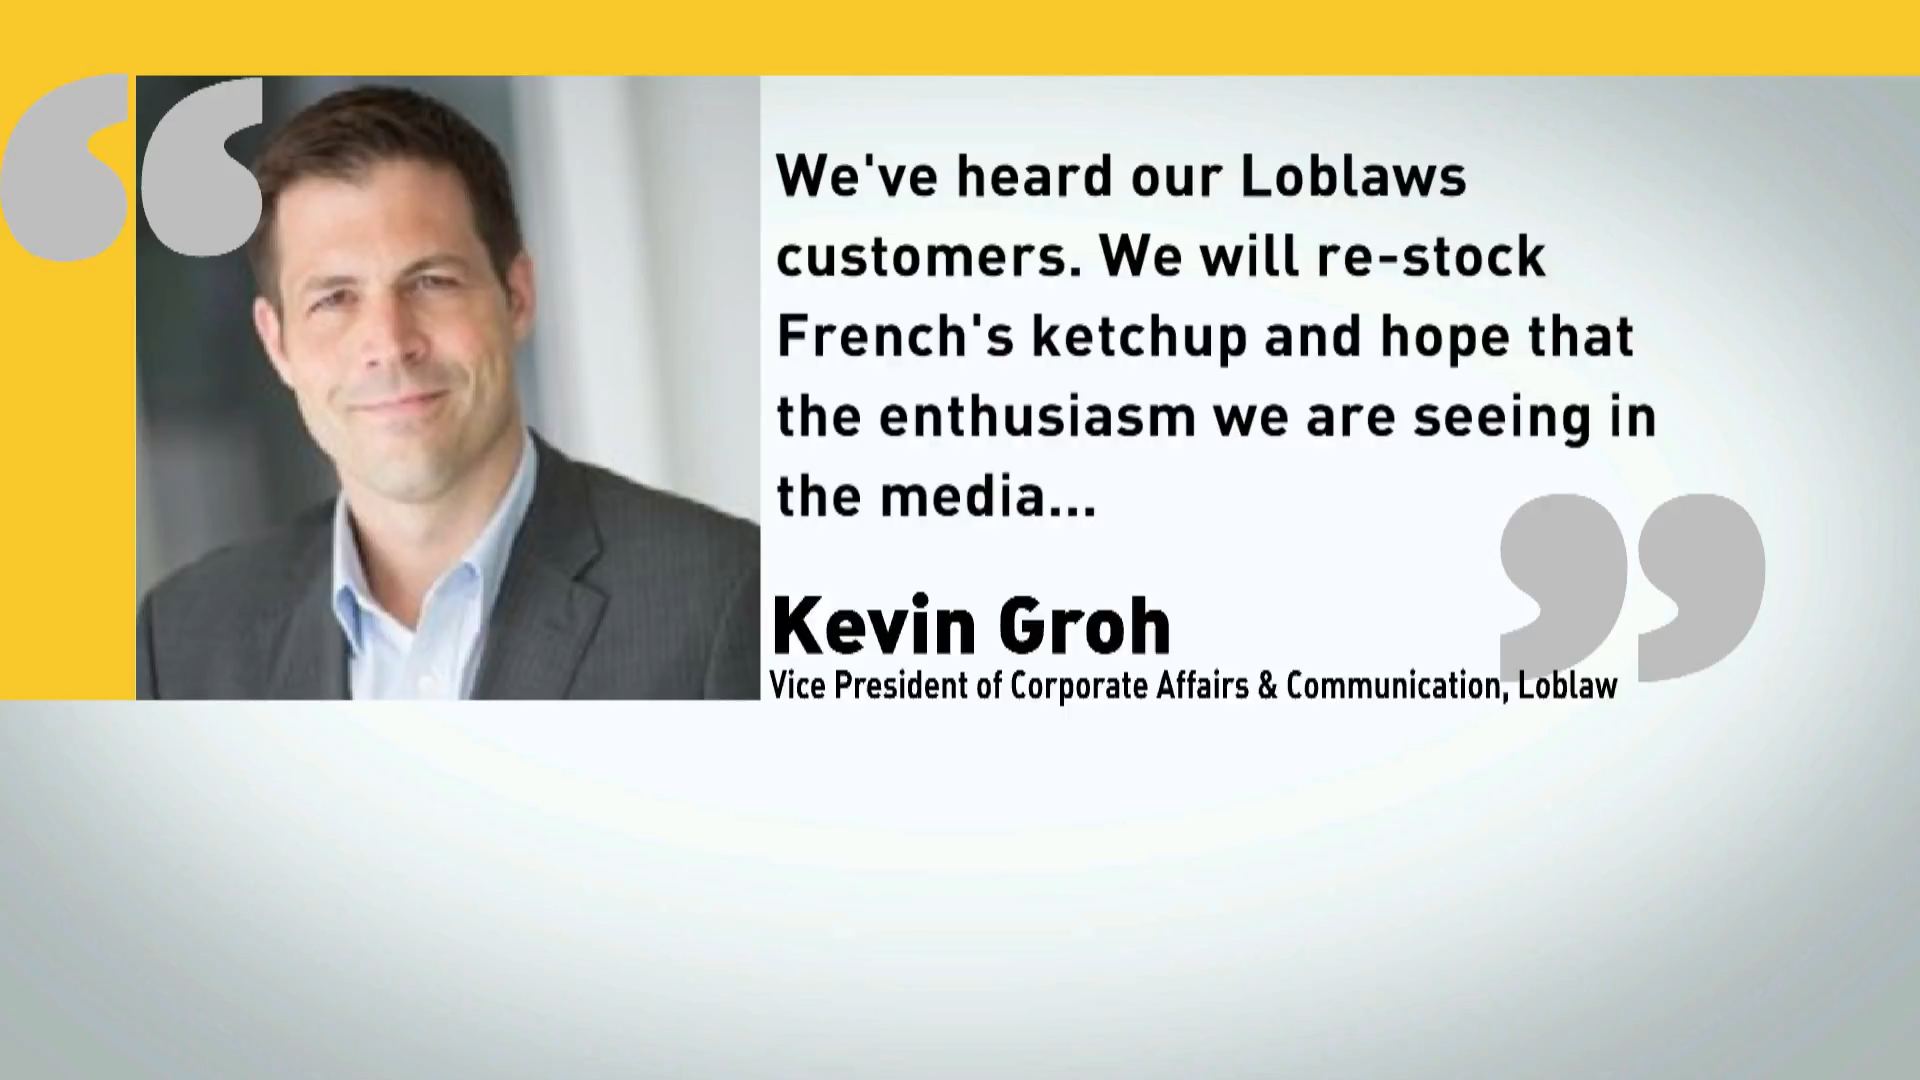 We've heard our Loblaws
customers. We will re-stock
French's ketchup and hope that
the enthusiasm we are seeing in
the media...
Kevin Groh
Vice President of Corporate Affairs & Communication, Loblaw